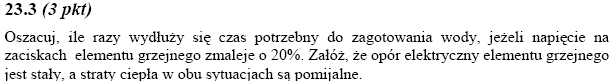 23.3 (3 pkt)
Oszacuj, ile razy wydłuży się czas potrzebny do zagotowania wody, jeżeli napięcie na
zaciskach elementu grzejnego zmaleje o 20%. Załóż, że opór elektryczny elementu grzejnego
jest stały, a straty ciepła w obu sytuacjach są pomijalne.